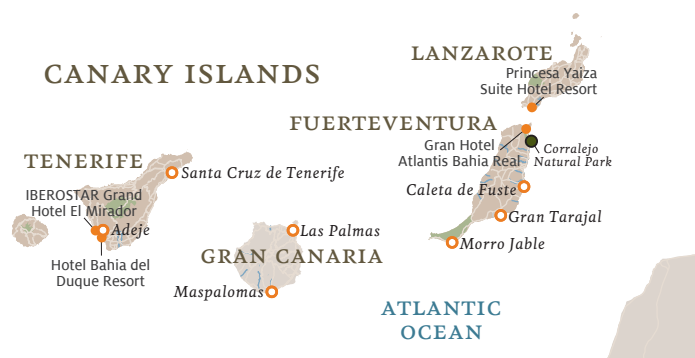 CANARY ISLANDS
LANZAROTE
Princesa Yaiza
Suite Hotel Resort
FUERTEVENTURA
Gran Hotel
Atlantis Bahia Real
Corralejo
Natural Park
TENERIFE
Santa Cruz de Tenerife
IBEROSTAR Grand
Hotel El Mirador
Adeje
Hotel Bahia del
Duque Resort
Caleta de Fuste
Gran Tarajal
Morro Jable
Las Palmas
GRAN CANARIA
Maspalomas
ATLANTIC
OCEAN